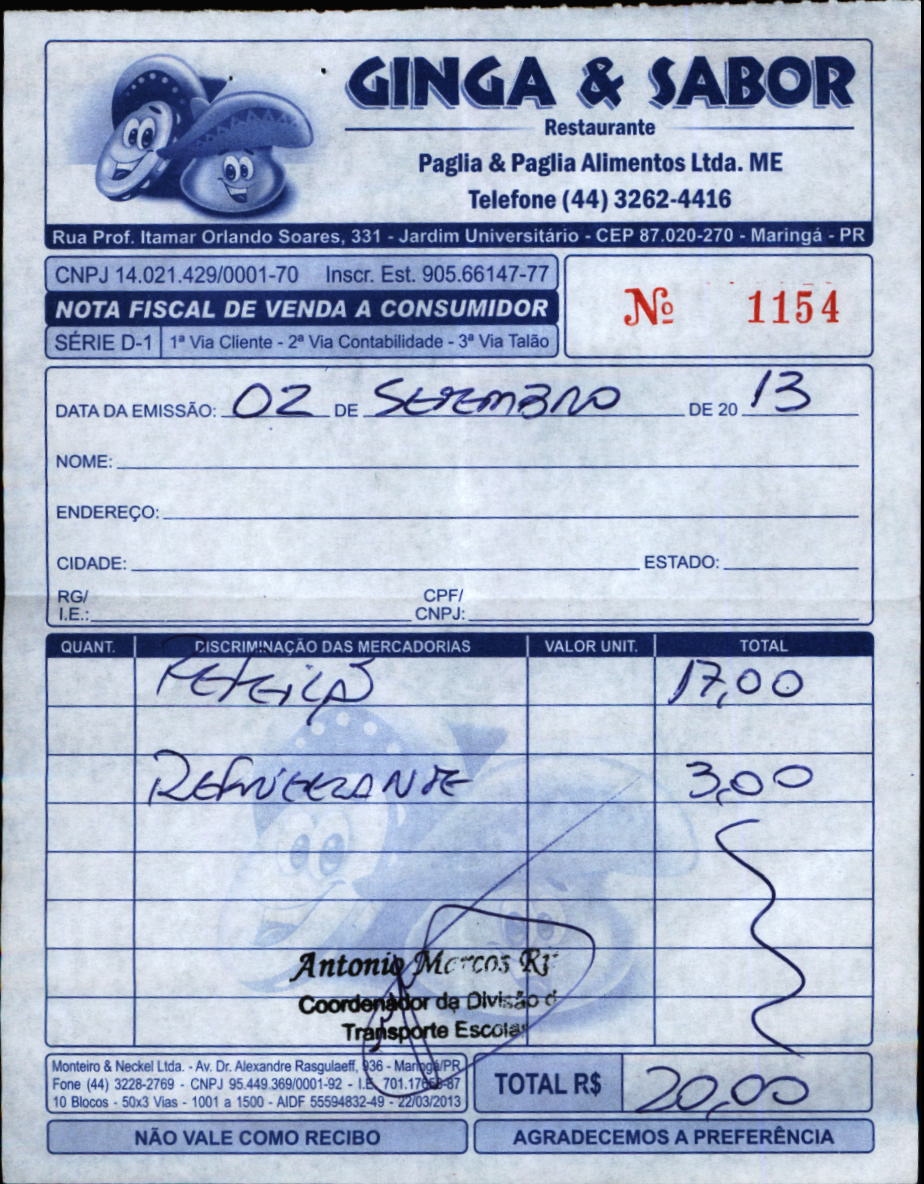 GINGA & SABOR
Restaurante
Paglia & Paglia Alimentos Ltda. ME
Telefone (44) 3262-4416
Rua Prof. Itamar Orlando Soares, 331 - Jardim Universitário - CEP 87.020-270 - Maringá - PR
CNPJ 14.021.429/0001-70 Inscr. Est. 905.66147-77
NOTA FISCAL DE VENDA A CONSUMIDOR
SÉRIE D-1 1ª Via Cliente - 2ª Via Contabilidade - 3ª Via Talão
Nº 1154
DATA DA EMISSÃO: 02 DE SETEMBRO DE 20 13
NOME:
ENDEREÇO:
CIDADE: ESTADO:
RG/ I.E.: CPF/ CNPJ:
QUANT. DISCRIMINAÇÃO DAS MERCADORIAS VALOR UNIT. TOTAL
REFEIÇÃO 17,00
REFRIGERANTE 3,00
Antonio Marcos
Coordenador da Divisão d
Transporte Escolar
Monteiro & Neckel Ltda. - Av. Dr. Alexandre Rasgulaeff, 936 - Maringá/PR
Fone (44) 3228-2769 - CNPJ 95.449.369/0001-92 - I.E.
10 Blocos - 50x3 Vias - 1001 a 1500 - AIDF 55594832-49 - 22/03/2013
TOTAL R$ 20,00
NÃO VALE COMO RECIBO
AGRADECEMOS A PREFERÊNCIA